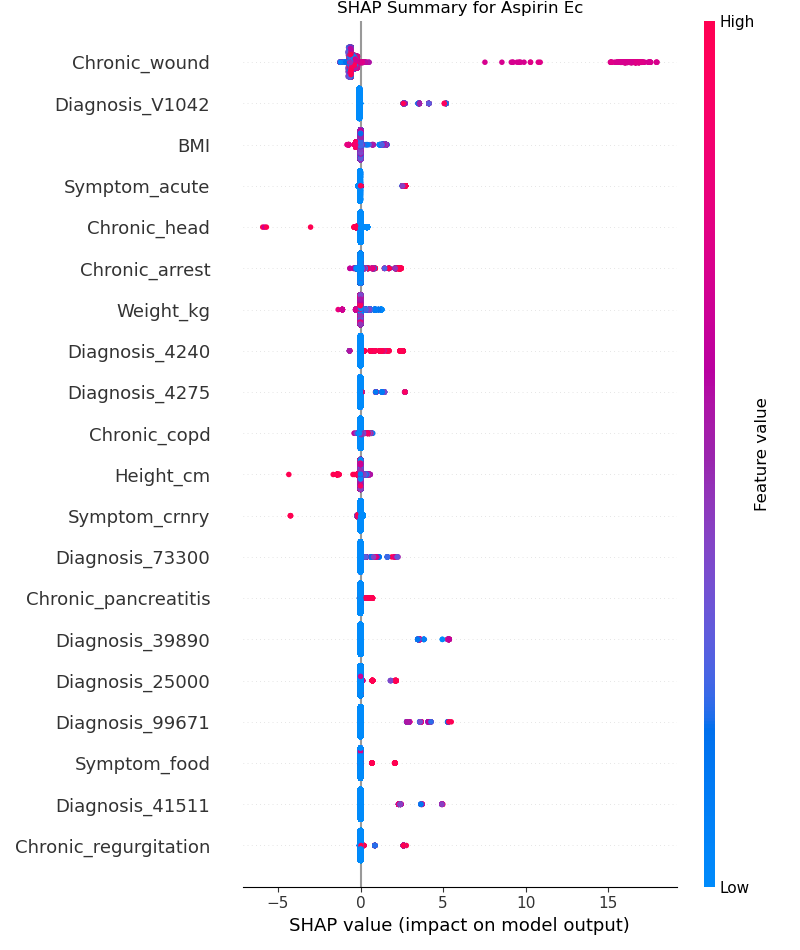 SHAP Summary for Aspirin Ec
High
Chronic_wound
Diagnosis_V1042
BMI
Symptom_acute
Chronic_head
Chronic_arrest
Weight_kg
Diagnosis_4240
Diagnosis_4275
Chronic_copd
Height_cm
Symptom_crnry
Diagnosis_73300
Chronic_pancreatitis
Diagnosis_39890
Diagnosis_25000
Diagnosis_99671
Symptom_food
Diagnosis_41511
Chronic_regurgitation
Feature value
Low
−5 0 5 10 15
SHAP value (impact on model output)